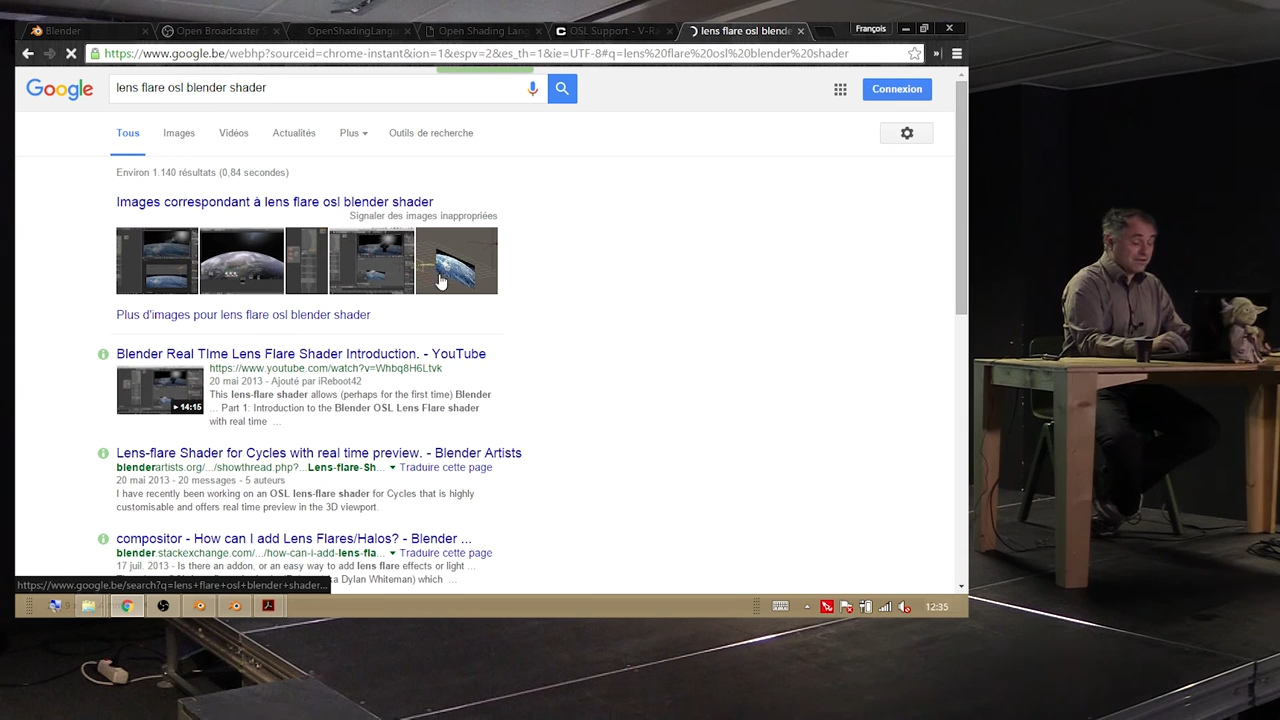 Blender
Open Broadcaster S
OpenShadingLangu
Open Shading Lang
OSL Support - V-Ra
lens flare osl blende
François
https://www.google.be/webhp?sourceid=chrome-instant&ion=1&espv=2&es_th=1&ie=UTF-8#q=lens%20flare%20osl%20blender%20shader
Google
lens flare osl blender shader
Connexion
Tous
Images
Vidéos
Actualités
Plus
Outils de recherche
Environ 1.140 résultats (0,84 secondes)
Images correspondant à lens flare osl blender shader
Signaler des images inappropriées
Plus d'images pour lens flare osl blender shader
Blender Real TIme Lens Flare Shader Introduction. - YouTube
https://www.youtube.com/watch?v=Whbq8H6Ltvk
20 mai 2013 - Ajouté par iReboot42
This lens-flare shader allows (perhaps for the first time) Blender
... Part 1: Introduction to the Blender OSL Lens Flare shader
with real time ...
14:15
Lens-flare Shader for Cycles with real time preview. - Blender Artists
blenderartists.org/.../showthread.php?...Lens-flare-Sh... Traduire cette page
20 mai 2013 - 20 messages - 5 auteurs
I have recently been working on an OSL lens-flare shader for Cycles that is highly
customisable and offers real time preview in the 3D viewport.
compositor - How can I add Lens Flares/Halos? - Blender ...
blender.stackexchange.com/.../how-can-i-add-lens-fla... Traduire cette page
17 juil. 2013 - Is there an addon, or an easy way to add lens flare effects or light ...
ka Dylan Whiteman) which ...
https://www.google.be/search?q=lens+flare+osl+blender+shader...
12:35